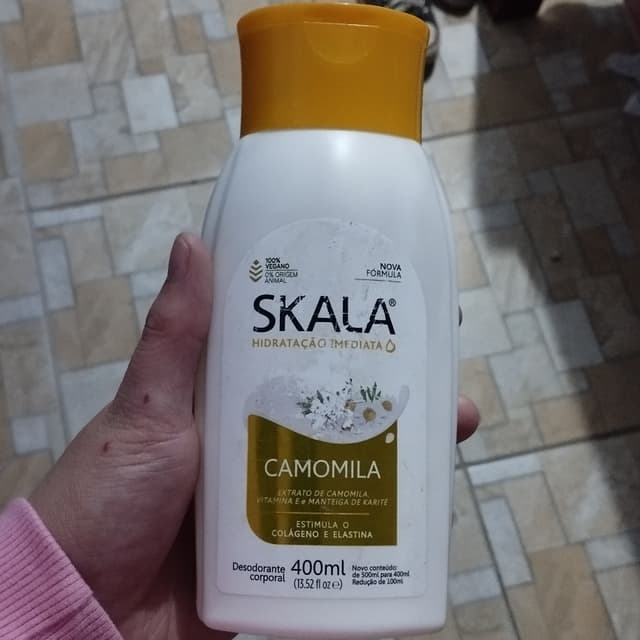 100%
VEGANO
0% ORIGEM
ANIMAL
NOVA
FÓRMULA
SKALA®
HIDRATAÇÃO IMEDIATA
CAMOMILA
EXTRATO DE CAMOMILA,
VITAMINA E e MANTEIGA DE KARITÉ
ESTIMULA O
COLÁGENO E ELASTINA
Desodorante
corporal
400ml
(13.52 fl oz ℮)
Novo conteúdo:
de 500ml para 400ml
Redução de 100ml